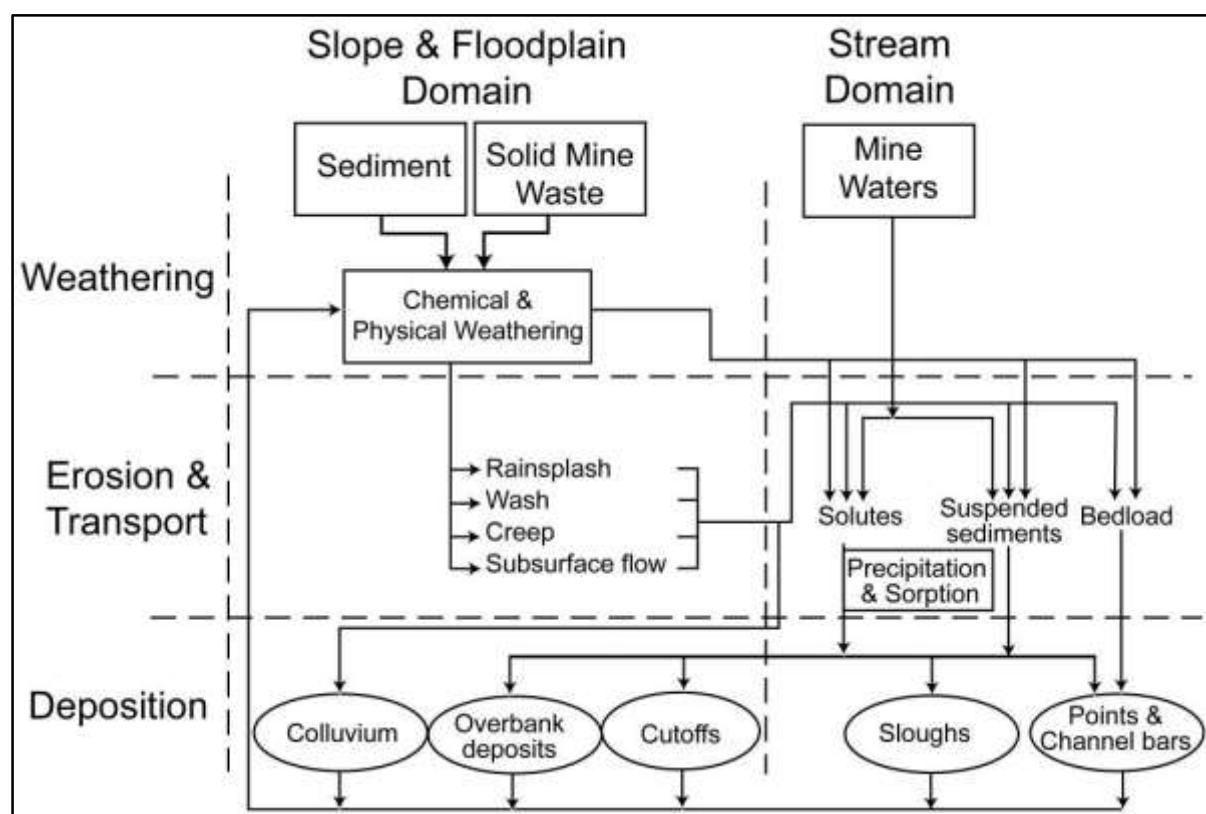 Slope & Floodplain
Domain
Stream
Domain
Sediment
Solid Mine
Waste
Mine
Waters
Weathering
Chemical &
Physical Weathering
Erosion &
Transport
Rainsplash
Wash
Creep
Subsurface flow
Solutes
Suspended
sediments
Bedload
Precipitation
& Sorption
Deposition
Colluvium
Overbank
deposits
Cutoffs
Sloughs
Points &
Channel bars